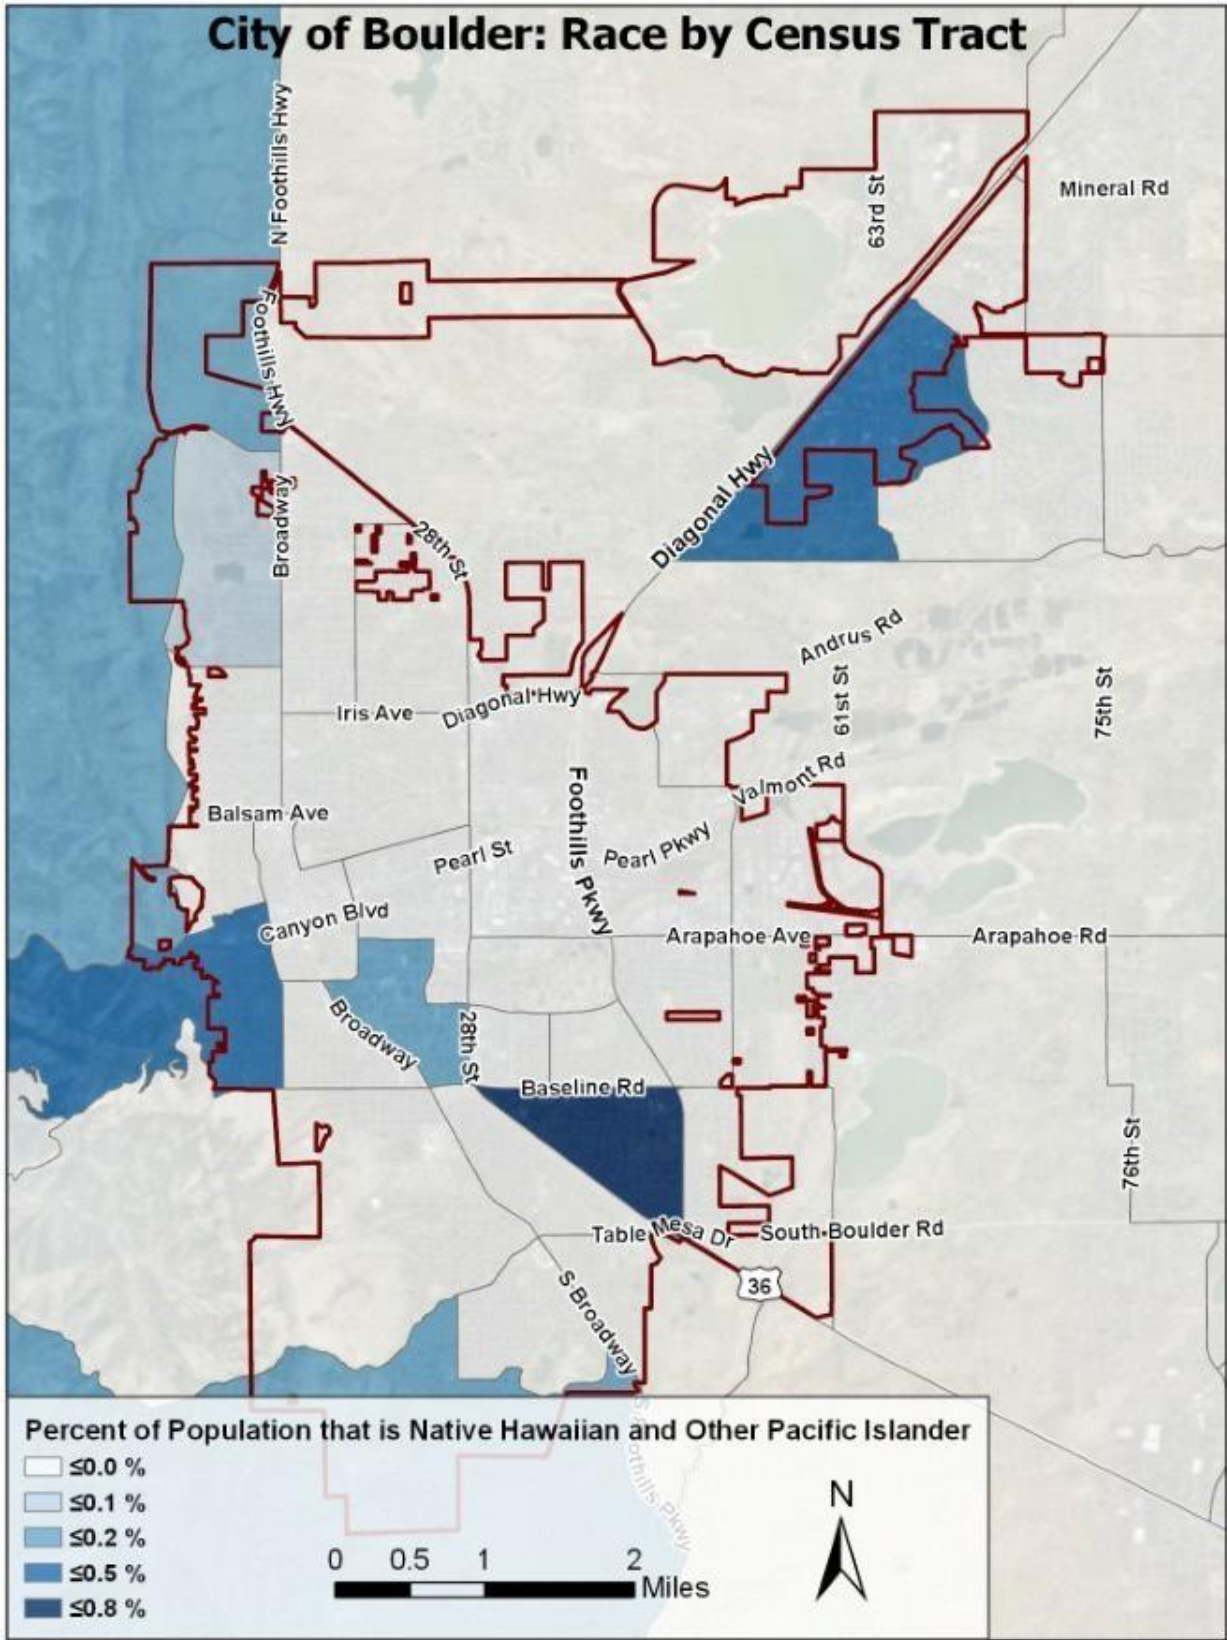 City of Boulder: Race by Census Tract
N Foothills Hwy
63rd St
Mineral Rd
Foothills Hwy
Broadway
28th St
Diagonal Hwy
Andrus Rd
61st St
75th St
Iris Ave
Diagonal Hwy
Valmont Rd
Foothills Pkwy
Balsam Ave
Pearl St
Pearl Pkwy
Canyon Blvd
Arapahoe Ave
Arapahoe Rd
Broadway
28th St
Baseline Rd
76th St
Table Mesa Dr
South Boulder Rd
36
S Broadway
S Foothills Pkwy
Percent of Population that is Native Hawaiian and Other Pacific Islander
≤0.0 %
≤0.1 %
≤0.2 %
≤0.5 %
≤0.8 %
0 0.5 1 2
Miles
N